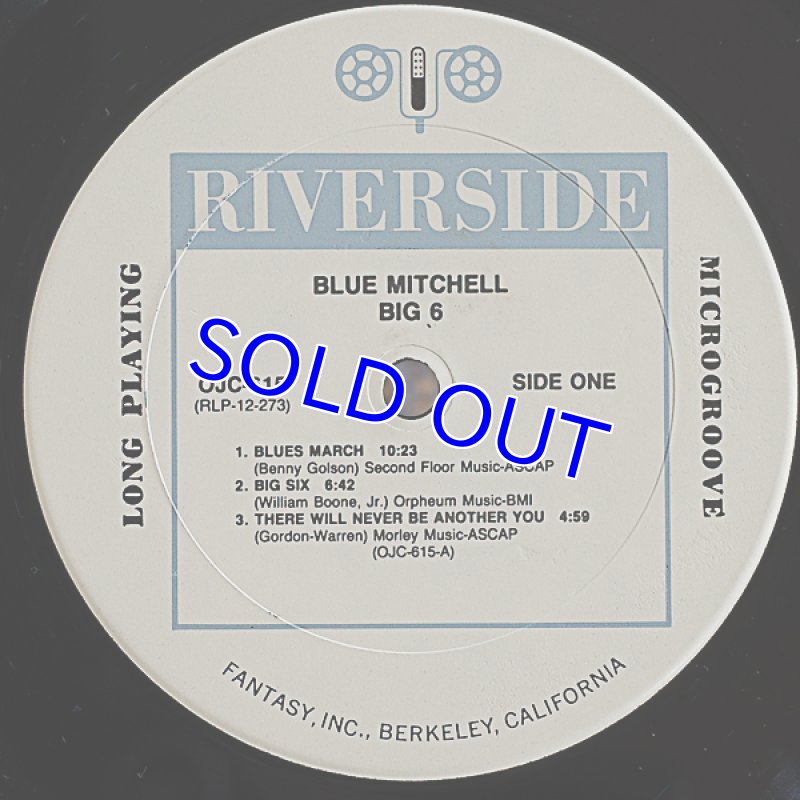 RIVERSIDE
BLUE MITCHELL
BIG 6
LONG PLAYING
MICROGROOVE
SOLD OUT
OJC-615
SIDE ONE
(RLP-12-273)
1. BLUES MARCH 10:23
(Benny Golson) Second Floor Music-ASCAP
2. BIG SIX 6:42
(William Boone, Jr.) Orpheum Music-BMI
3. THERE WILL NEVER BE ANOTHER YOU 4:59
(Gordon-Warren) Morley Music-ASCAP
(OJC-615-A)
FANTASY, INC., BERKELEY, CALIFORNIA